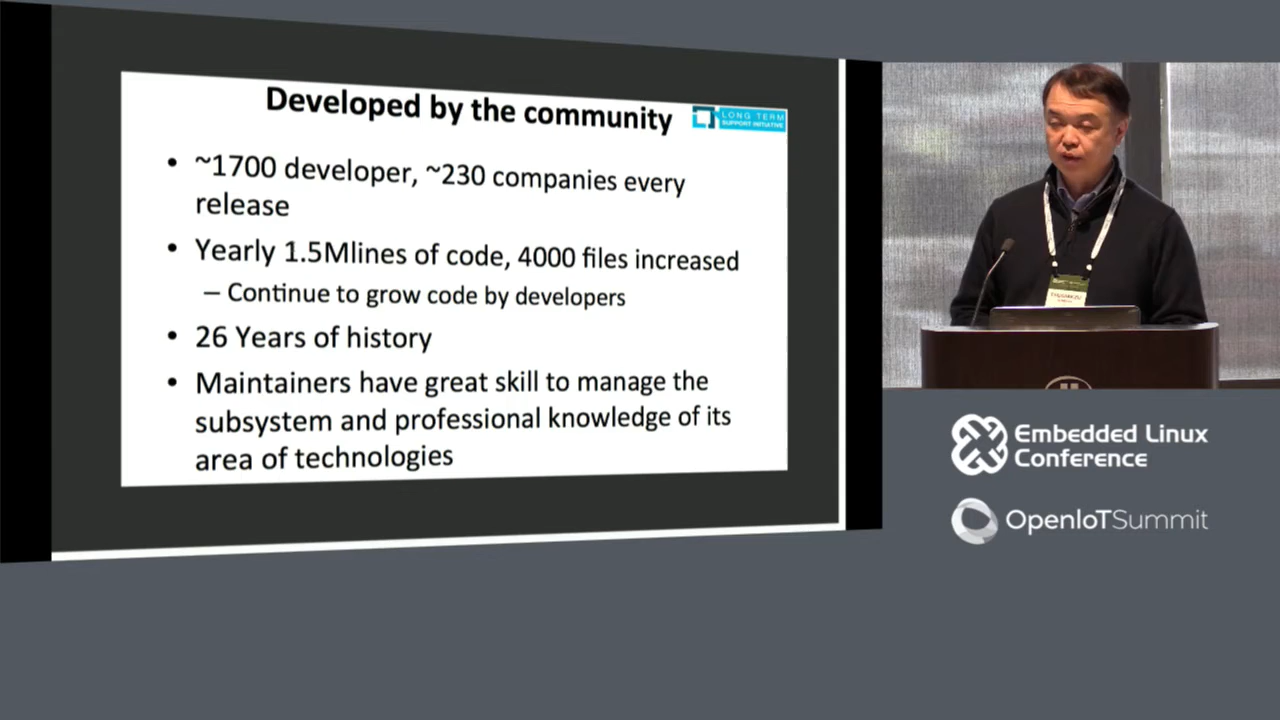 Developed by the community
LONG TERM
SUPPORT INITIATIVE
• ~1700 developer, ~230 companies every
release
• Yearly 1.5Mlines of code, 4000 files increased
– Continue to grow code by developers
• 26 Years of history
• Maintainers have great skill to manage the
subsystem and professional knowledge of its
area of technologies
Embedded Linux
Conference
OpenIoTSummit